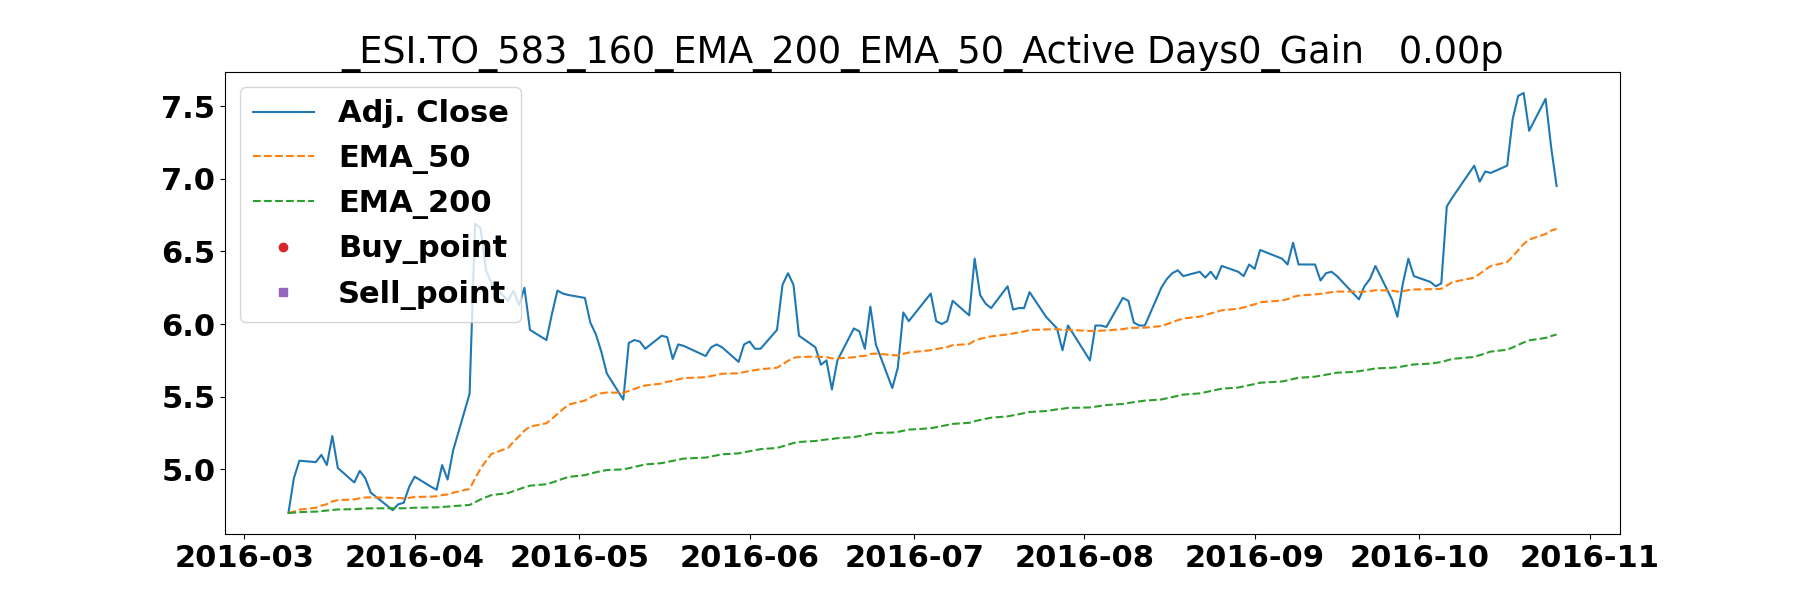 _ESI.TO_583_160_EMA_200_EMA_50_Active Days0_Gain   0.00p
Adj. Close
EMA_50
EMA_200
Buy_point
Sell_point
7.5
7.0
6.5
6.0
5.5
5.0
2016-03 2016-04 2016-05 2016-06 2016-07 2016-08 2016-09 2016-10 2016-11